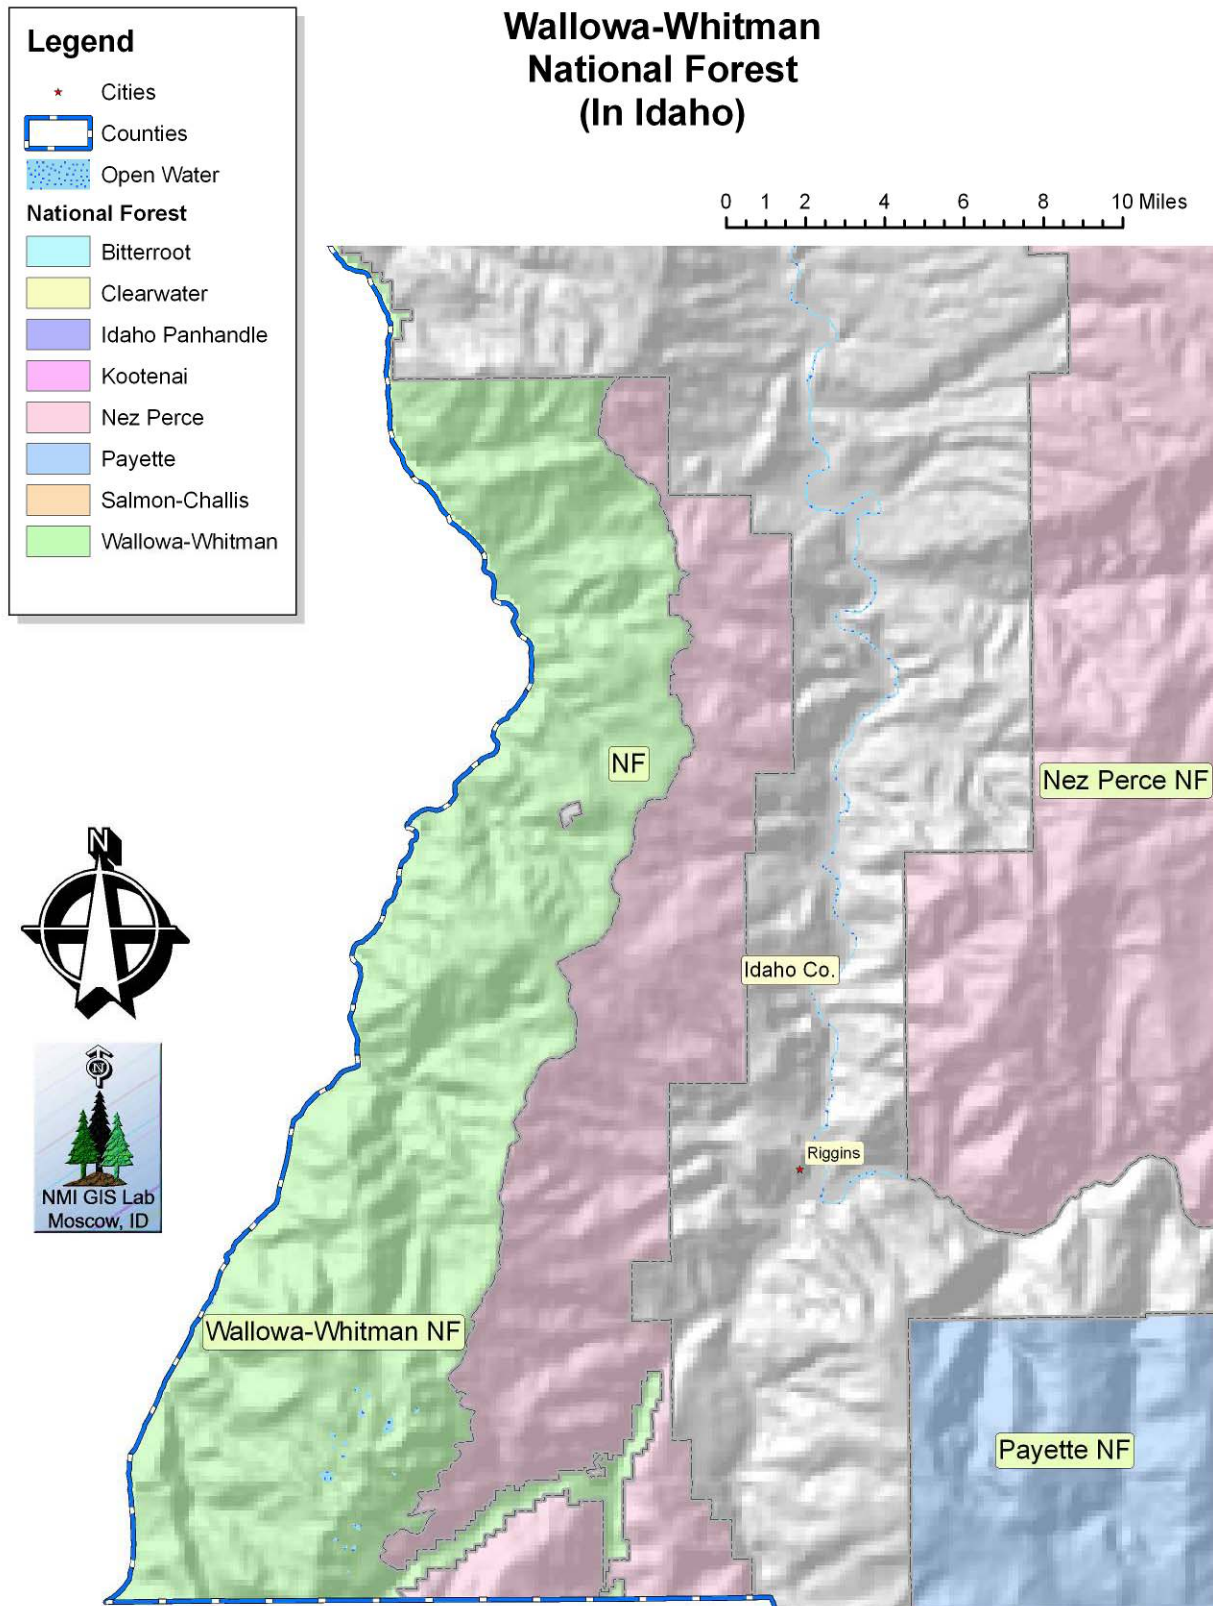 Wallowa-Whitman
National Forest
(In Idaho)
Legend
Cities
Counties
Open Water
National Forest
Bitterroot
Clearwater
Idaho Panhandle
Kootenai
Nez Perce
Payette
Salmon-Challis
Wallowa-Whitman
0 1 2 4 6 8 10 Miles
NF
Nez Perce NF
N
Idaho Co.
N
Riggins
NMI GIS Lab
Moscow, ID
Wallowa-Whitman NF
Payette NF